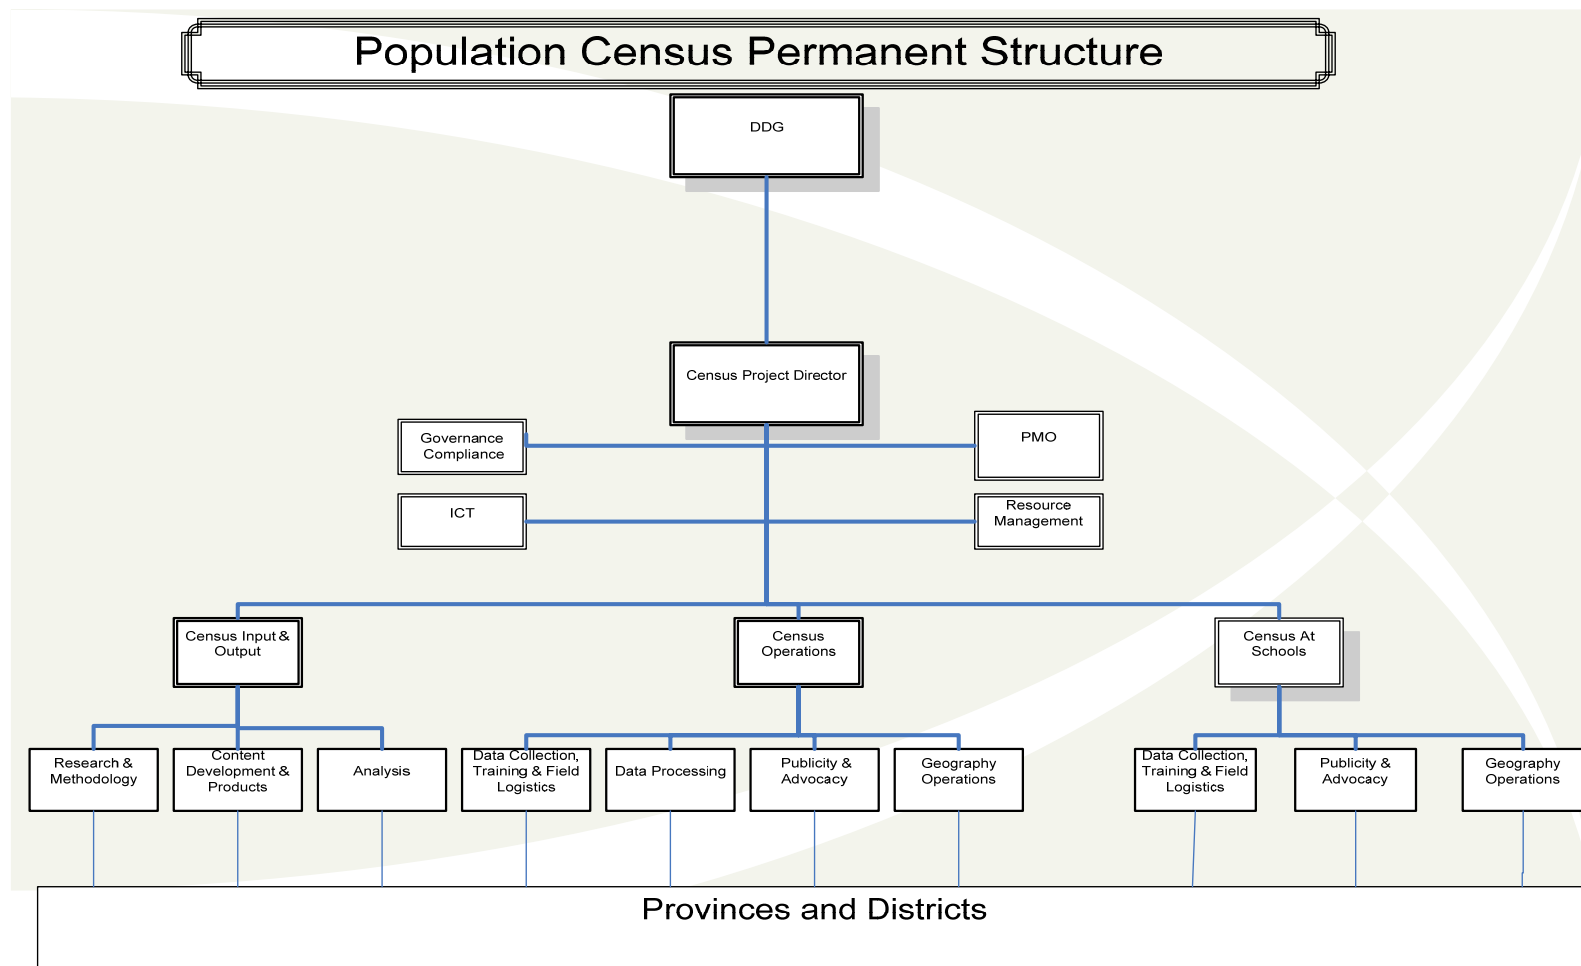 Population Census Permanent Structure
DDG
Census Project Director
Governance
Compliance
PMO
ICT
Resource
Management
Census Input &
Output
Census
Operations
Census At
Schools
Research &
Methodology
Content
Development &
Products
Analysis
Data Collection,
Training & Field
Logistics
Data Processing
Publicity &
Advocacy
Geography
Operations
Data Collection,
Training & Field
Logistics
Publicity &
Advocacy
Geography
Operations
Provinces and Districts